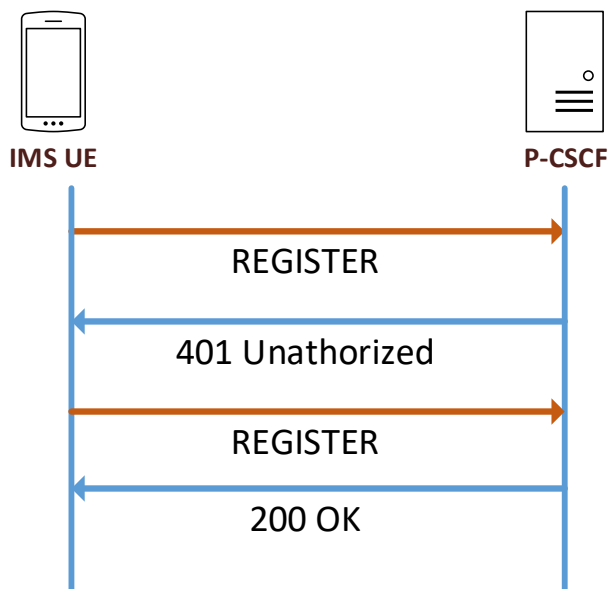 IMS UE
P-CSCF
REGISTER
401 Unathorized
REGISTER
200 OK